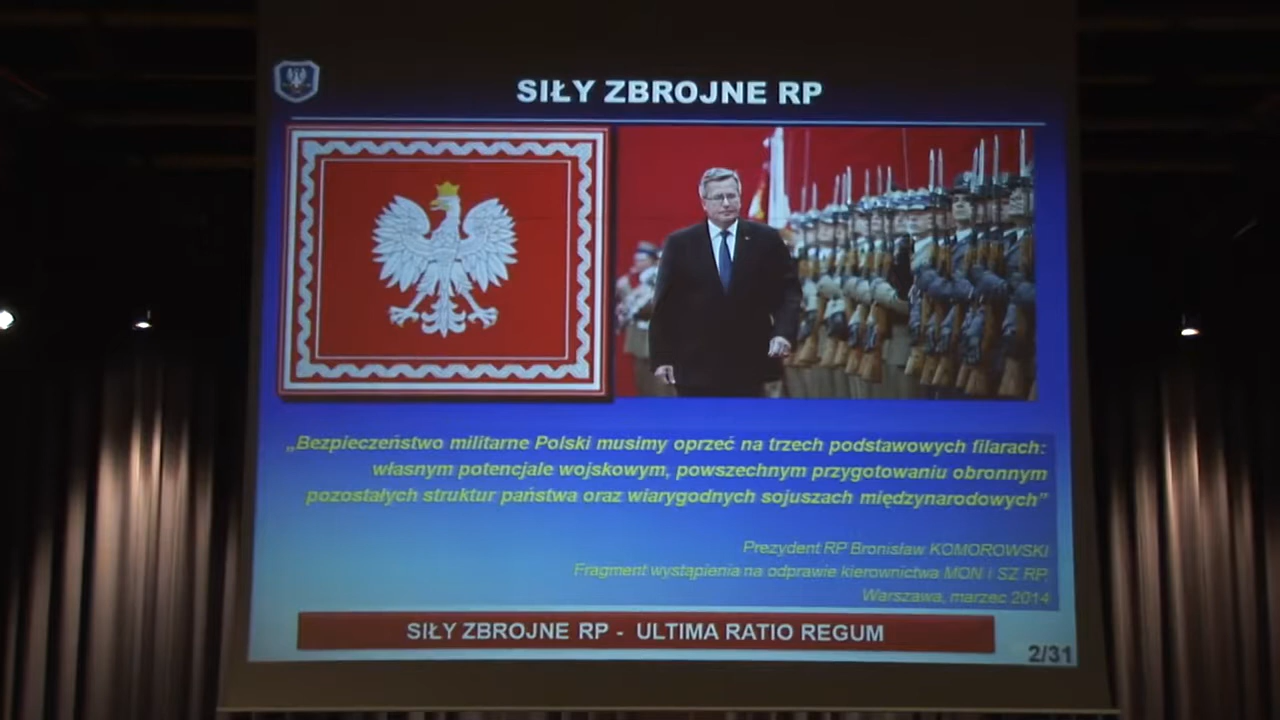 SIŁY ZBROJNE RP
„Bezpieczeństwo militarne Polski musimy oprzeć na trzech podstawowych filarach:
własnym potencjale wojskowym, powszechnym przygotowaniu obronnym
pozostałych struktur państwa oraz wiarygodnych sojuszach międzynarodowych”
Prezydent RP Bronisław KOMOROWSKI
Fragment wystąpienia na odprawie kierownictwa MON i SZ RP,
Warszawa, marzec 2014
SIŁY ZBROJNE RP - ULTIMA RATIO REGUM
2/31